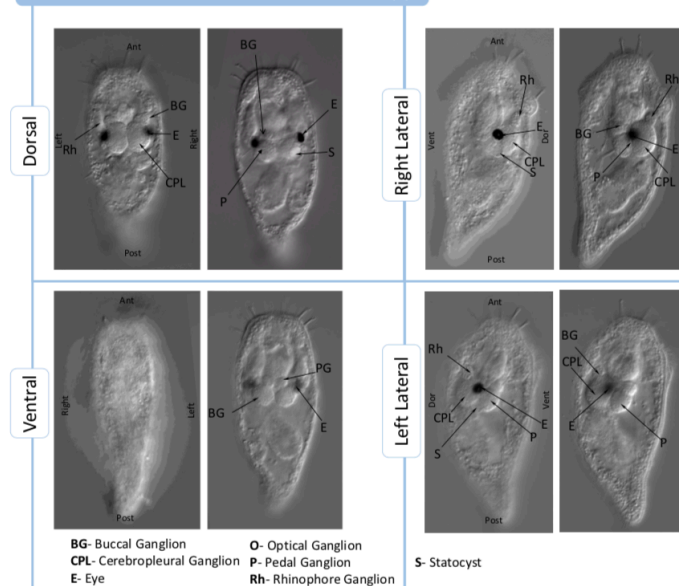 Dorsal
Ant
BG
E
Rh
CPL
Left
Right
Post
BG
E
S
P
Right Lateral
Ant
Rh
E
CPL
S
Vent
Dor
Post
Rh
BG
E
P
CPL
Ventral
Ant
Right
Left
Post
PG
BG
E
Left Lateral
Ant
Rh
CPL
S
E
P
Dor
Vent
Post
BG
CPL
E
P
BG- Buccal Ganglion
CPL- Cerebropleural Ganglion
E- Eye
O- Optical Ganglion
P- Pedal Ganglion
Rh- Rhinophore Ganglion
S- Statocyst